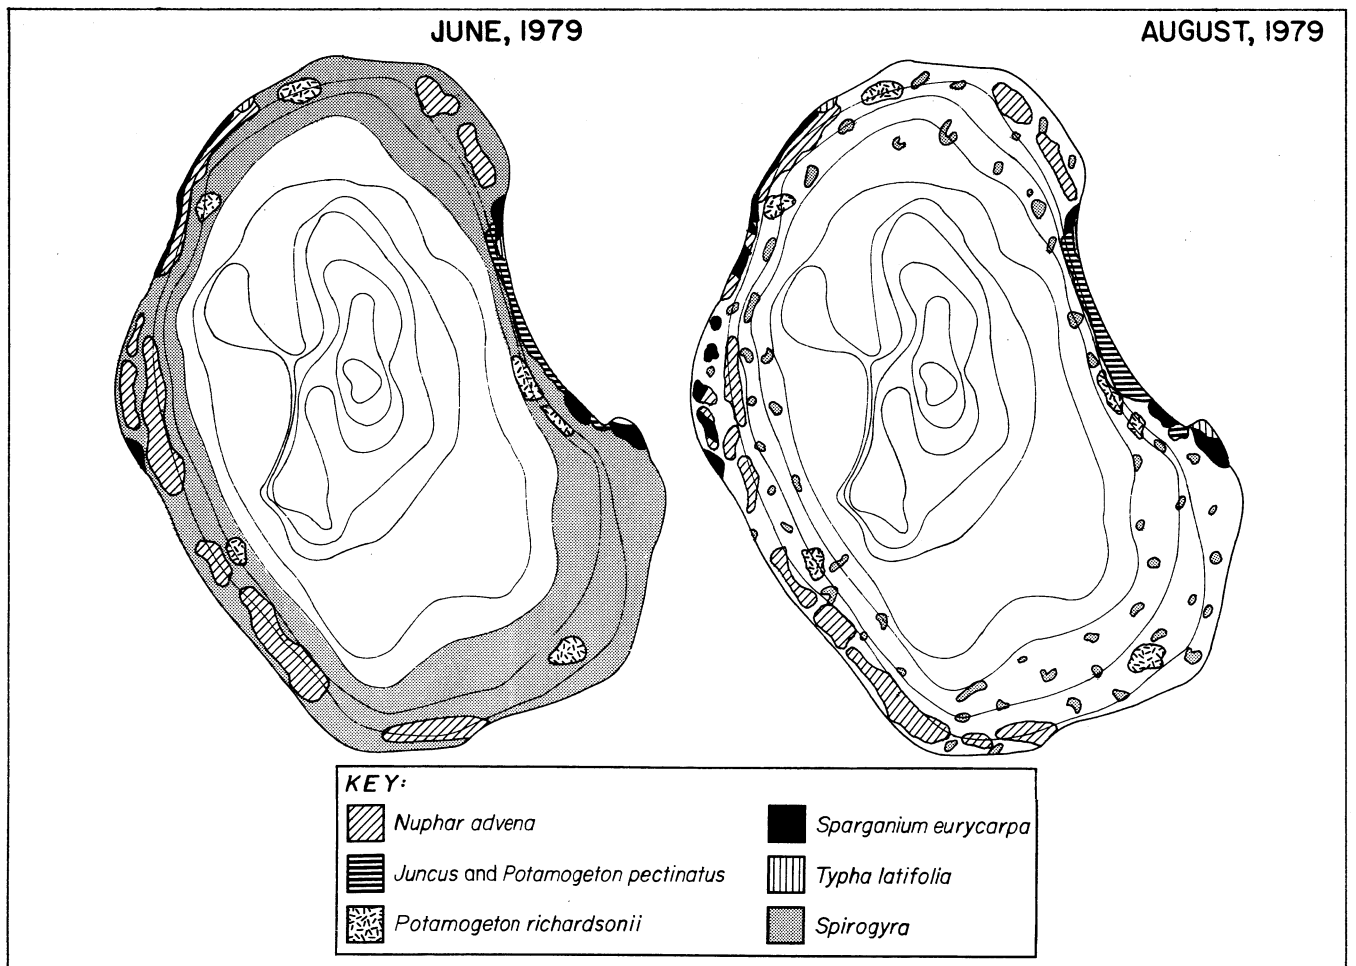 JUNE, 1979
AUGUST, 1979
KEY:
Nuphar advena
Juncus and Potamogeton pectinatus
Potamogeton richardsonii
Sparganium eurycarpa
Typha latifolia
Spirogyra